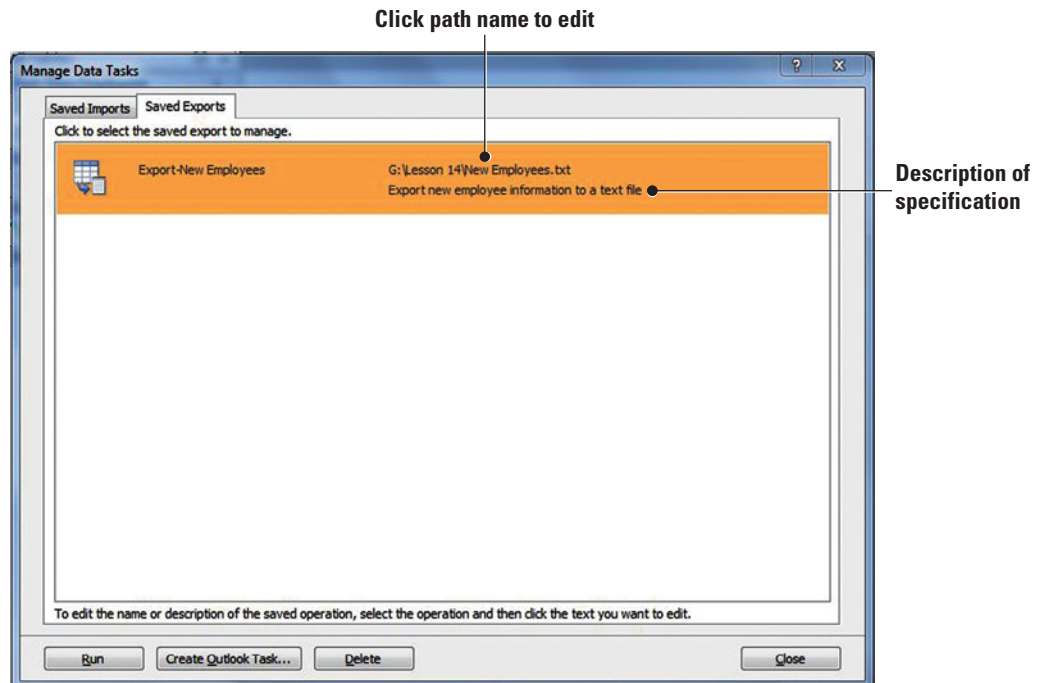 Click path name to edit
Manage Data Tasks
Saved Imports
Saved Exports
Click to select the saved export to manage.
Export-New Employees
G:\Lesson 14\New Employees.txt
Export new employee information to a text file
Description of
specification
To edit the name or description of the saved operation, select the operation and then click the text you want to edit.
Run
Create Outlook Task...
Delete
Close